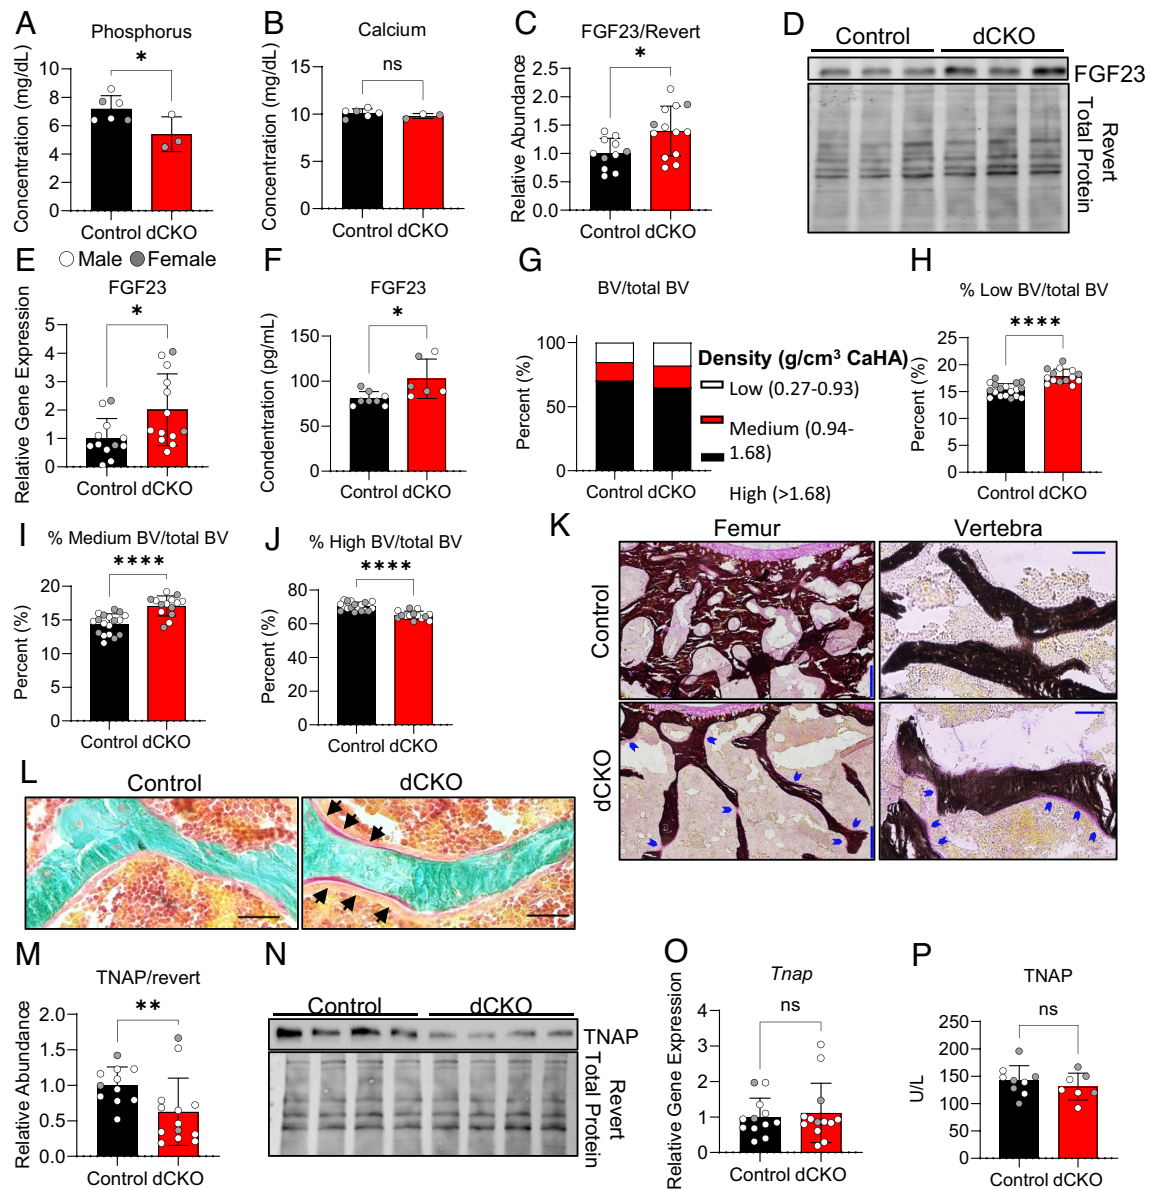 A
Phosphorus
*
Concentration (mg/dL)
10
8
6
4
2
0
Control dCKO
B
Calcium
ns
Concentration (mg/dL)
15
10
5
0
Control dCKO
C
FGF23/Revert
*
Relative Abundance
2.5
2.0
1.5
1.0
0.5
0.0
Control dCKO
D
Control dCKO
FGF23
Revert
Total Protein
Male Female
E
FGF23
*
Relative Gene Expression
5
4
3
2
1
0
Control dCKO
F
FGF23
*
Condentration (pg/mL)
150
100
50
0
Control dCKO
G
BV/total BV
Percent (%)
100
50
0
Control dCKO
Density (g/cm³ CaHA)
Low (0.27-0.93)
Medium (0.94-
1.68)
High (>1.68)
H
% Low BV/total BV
****
Percent (%)
25
20
15
10
5
0
Control dCKO
I
% Medium BV/total BV
****
Percent (%)
20
15
10
5
0
Control dCKO
J
% High BV/total BV
****
Percent (%)
80
60
40
20
0
Control dCKO
K
Femur Vertebra
Control
dCKO
L
Control dCKO
M
TNAP/revert
**
Relative Abundance
2.0
1.5
1.0
0.5
0.0
Control dCKO
N
Control dCKO
TNAP
Revert
Total Protein
O
Tnap
ns
Relative Gene Expression
4
3
2
1
0
Control dCKO
P
TNAP
ns
U/L
250
200
150
100
50
0
Control dCKO